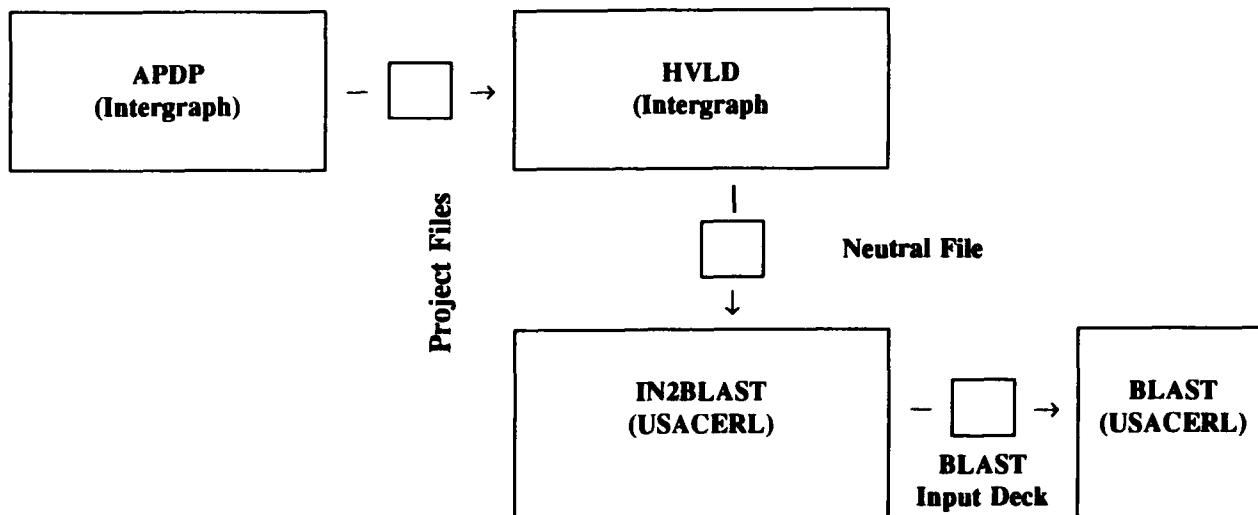 APDP
(Intergraph)
HVLD
(Intergraph
Project Files
Neutral File
IN2BLAST
(USACERL)
BLAST
(USACERL)
BLAST
Input Deck